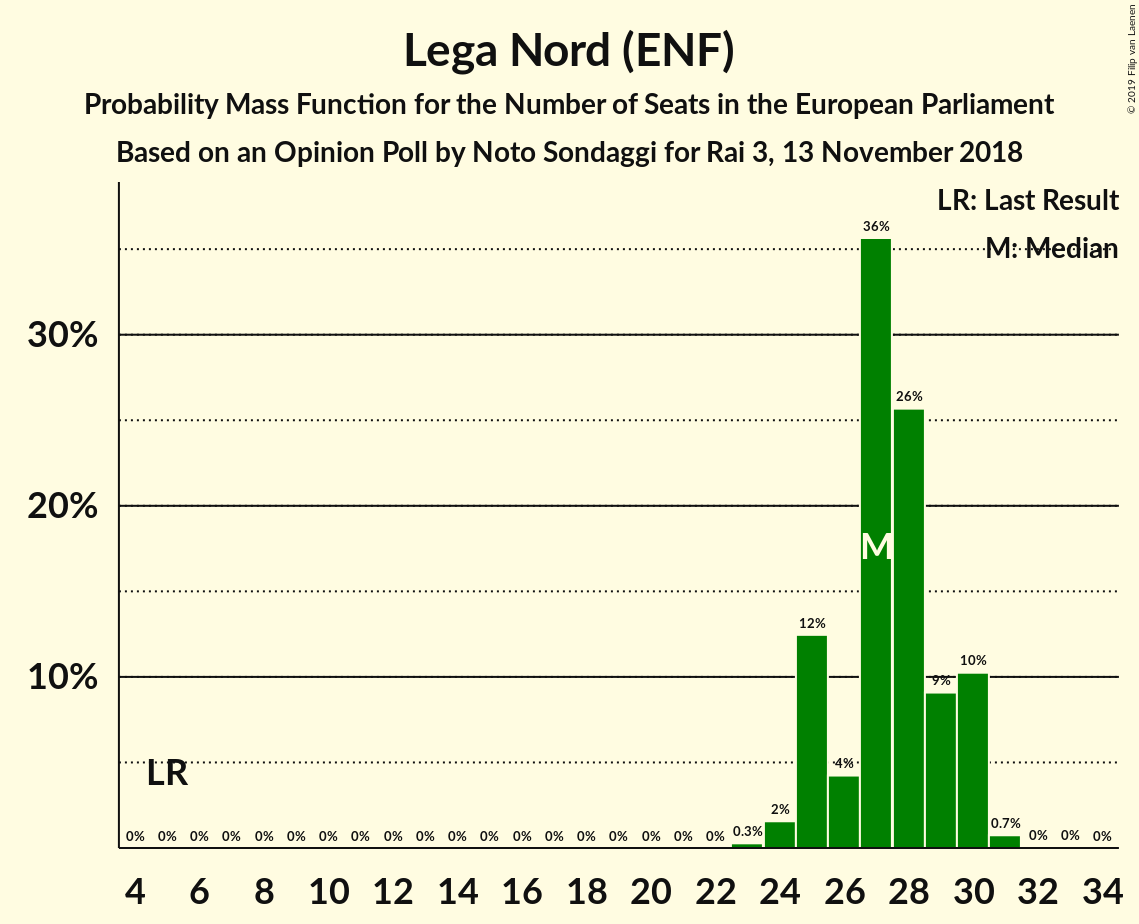 Lega Nord (ENF)
Probability Mass Function for the Number of Seats in the European Parliament
Based on an Opinion Poll by Noto Sondaggi for Rai 3, 13 November 2018
© 2019 Filip van Laenen
LR: Last Result
M: Median
30%
20%
10%
36%
26%
M
12%
10%
9%
4%
LR
2%
0% 0% 0% 0% 0% 0% 0% 0% 0% 0% 0% 0% 0% 0% 0% 0% 0% 0% 0% 0.3% 0.7% 0% 0% 0%
4 6 8 10 12 14 16 18 20 22 24 26 28 30 32 34